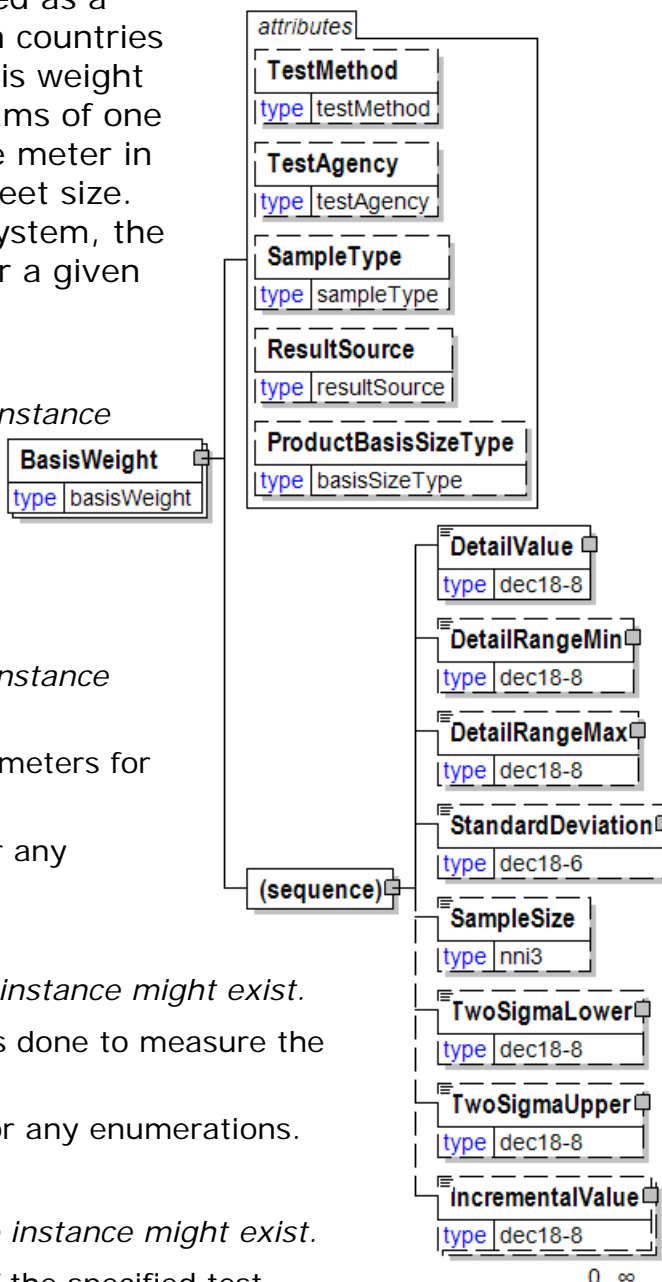 ed as a
n countries
is weight
ams of one
e meter in
eet size.
ystem, the
r a given
nstance
nstance
meters for
r any
instance might exist.
s done to measure the
or any enumerations.
instance might exist.
f the specified test
attributes
TestMethod
type testMethod
TestAgency
type testAgency
SampleType
type sampleType
ResultSource
type resultSource
ProductBasisSizeType
type basisSizeType
BasisWeight
type basisWeight
(sequence)
DetailValue
type dec18-8
DetailRangeMin
type dec18-8
DetailRangeMax
type dec18-8
StandardDeviation
type dec18-6
SampleSize
type nni3
TwoSigmaLower
type dec18-8
TwoSigmaUpper
type dec18-8
IncrementalValue
type dec18-8
0 ∞